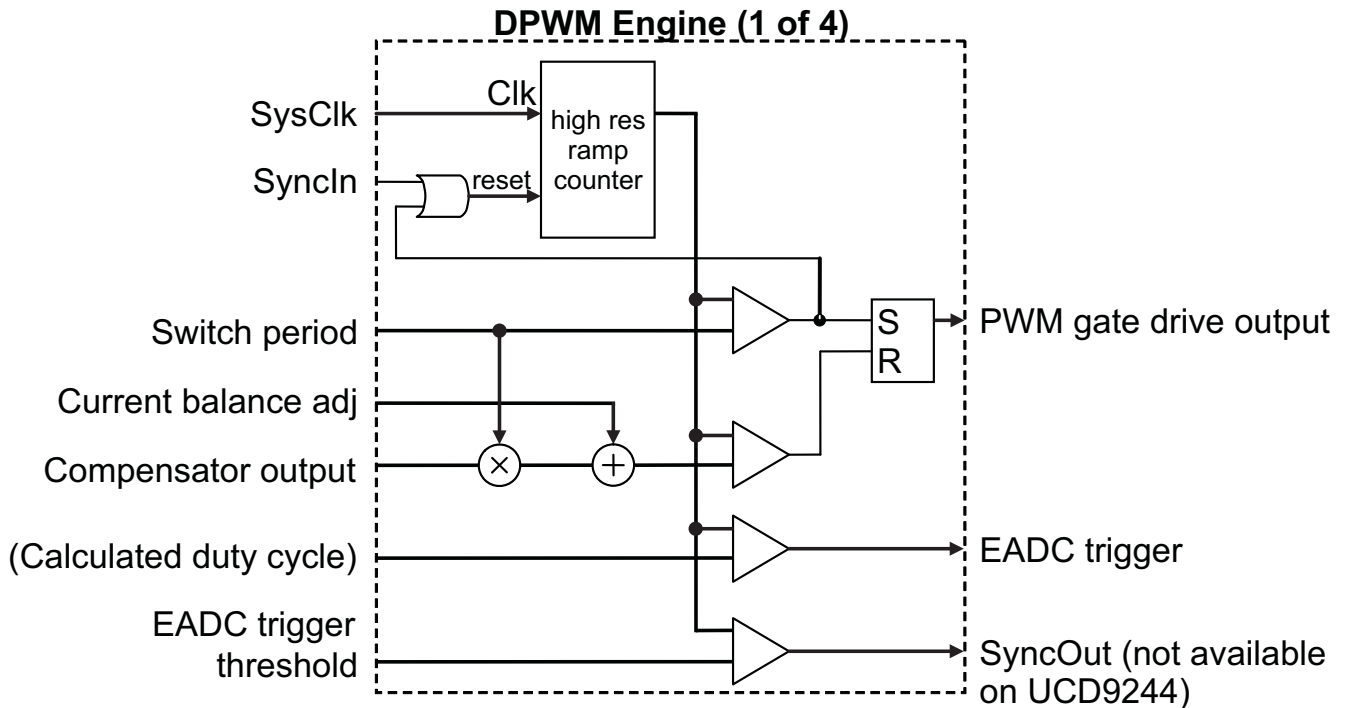 DPWM Engine (1 of 4)
SysClk
Clk
high res
ramp
counter
SyncIn
reset
Switch period
S
R
PWM gate drive output
Current balance adj
Compensator output
×
+
(Calculated duty cycle)
EADC trigger
EADC trigger
threshold
SyncOut (not available
on UCD9244)